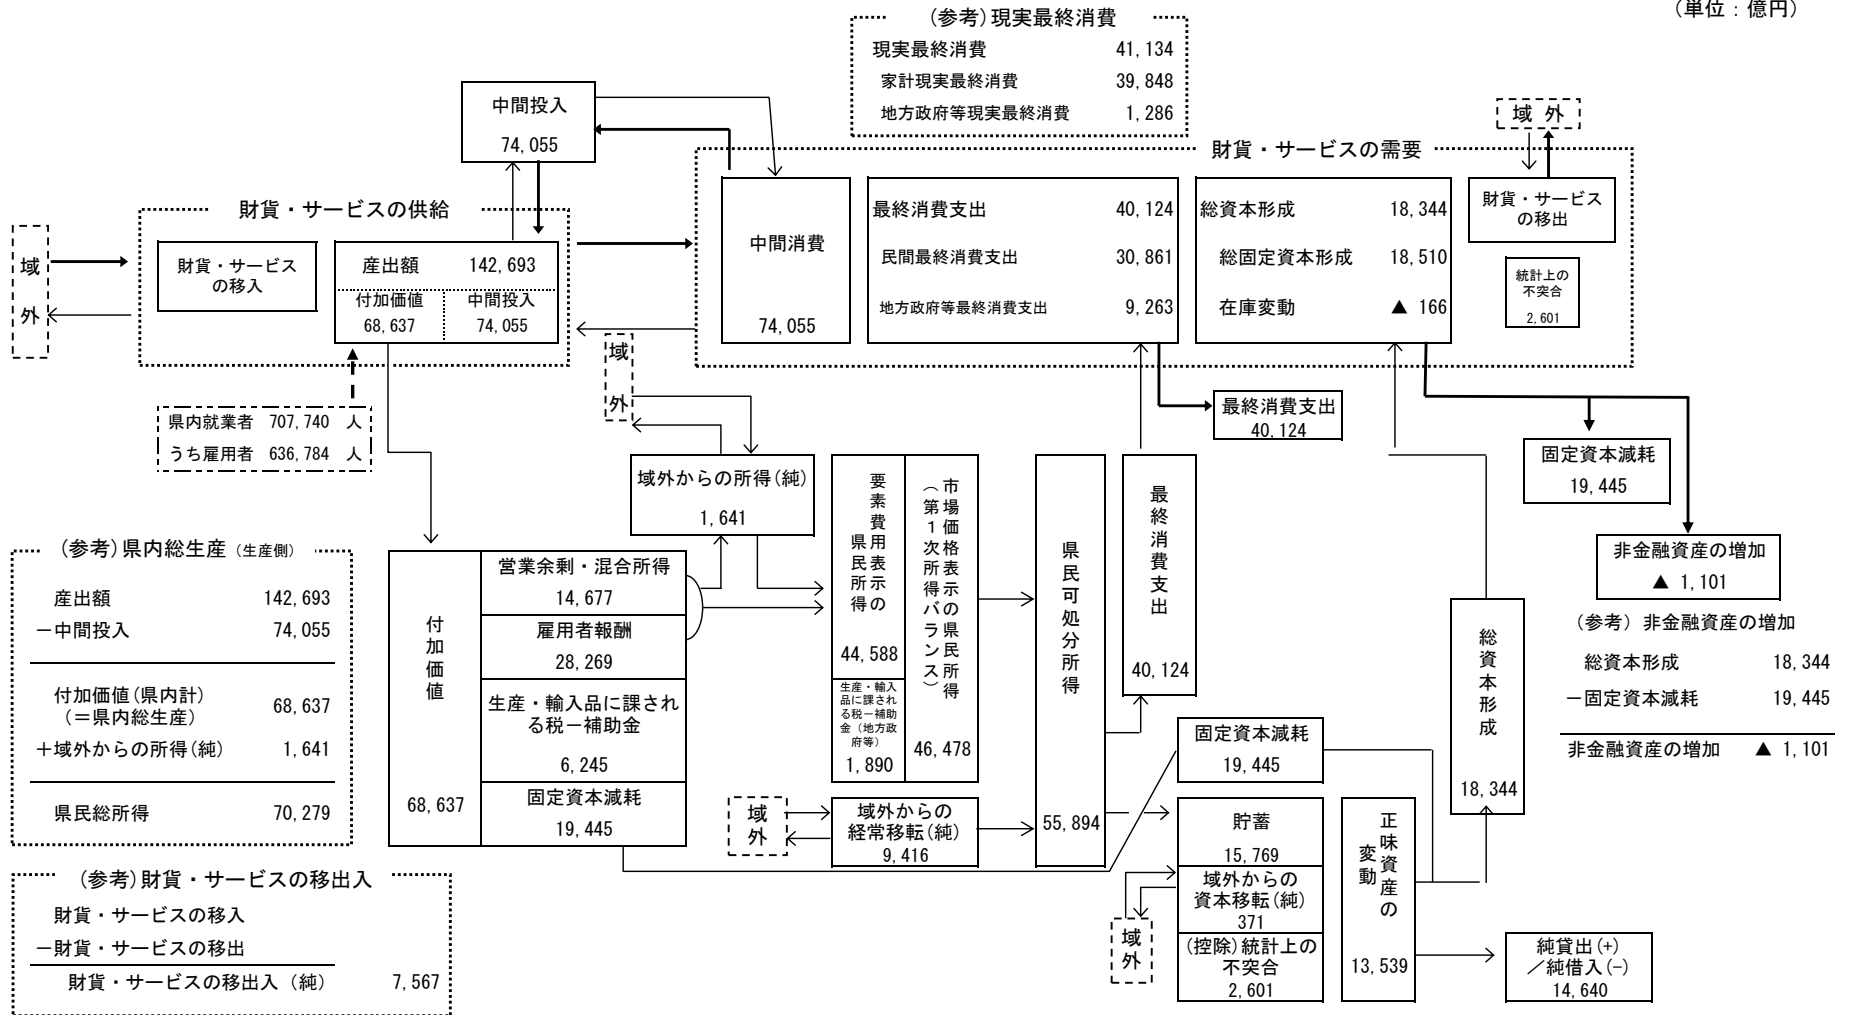 （単位：億円）
（参考）現実最終消費
現実最終消費 41,134
家計現実最終消費 39,848
地方政府等現実最終消費 1,286
中間投入
74,055
域 外
財貨・サービスの需要
中間消費
74,055
最終消費支出 40,124
民間最終消費支出 30,861
地方政府等最終消費支出 9,263
総資本形成 18,344
総固定資本形成 18,510
在庫変動 ▲ 166
財貨・サービス
の移出
統計上の
不突合
2,601
財貨・サービスの供給
域
外
財貨・サービス
の移入
産出額 142,693
付加価値 中間投入
68,637 74,055
県内就業者 707,740 人
うち雇用者 636,784 人
域
外
最終消費支出
40,124
固定資本減耗
19,445
非金融資産の増加
▲ 1,101
（参考）非金融資産の増加
総資本形成 18,344
－固定資本減耗 19,445
非金融資産の増加 ▲ 1,101
域外からの所得(純)
1,641
（参考）県内総生産（生産側）
産出額 142,693
－中間投入 74,055
付加価値(県内計)
（＝県内総生産） 68,637
＋域外からの所得(純) 1,641
県民総所得 70,279
付加価値
68,637
営業余剰・混合所得
14,677
雇用者報酬
28,269
生産・輸入品に課され
る税－補助金
6,245
固定資本減耗
19,445
要素費用表示の
県民所得
44,588
生産・輸入
品に課され
る税－補助
金（地方政
府等）
1,890
市場価格表示の県民所得
（第１次所得バランス）
46,478
域
外
域外からの
経常移転(純)
9,416
県民可処分所得
55,894
最終消費支出
40,124
固定資本減耗
19,445
貯蓄
15,769
域外からの
資本移転(純)
371
(控除)統計上の
不突合
2,601
域
外
正味資産の
変動
13,539
総資本形成
18,344
純貸出(+)
／純借入(−)
14,640
（参考）財貨・サービスの移出入
財貨・サービスの移入
－財貨・サービスの移出
財貨・サービスの移出入（純） 7,567